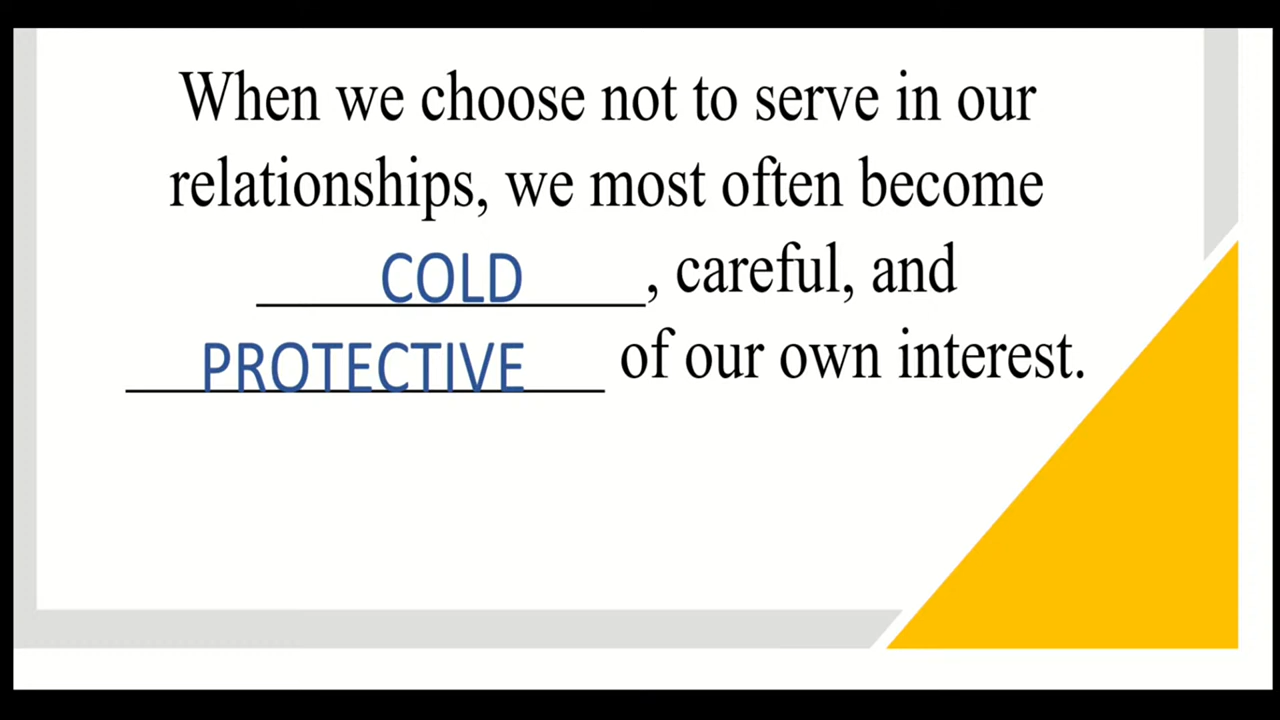 When we choose not to serve in our
relationships, we most often become
COLD, careful, and
PROTECTIVE of our own interest.